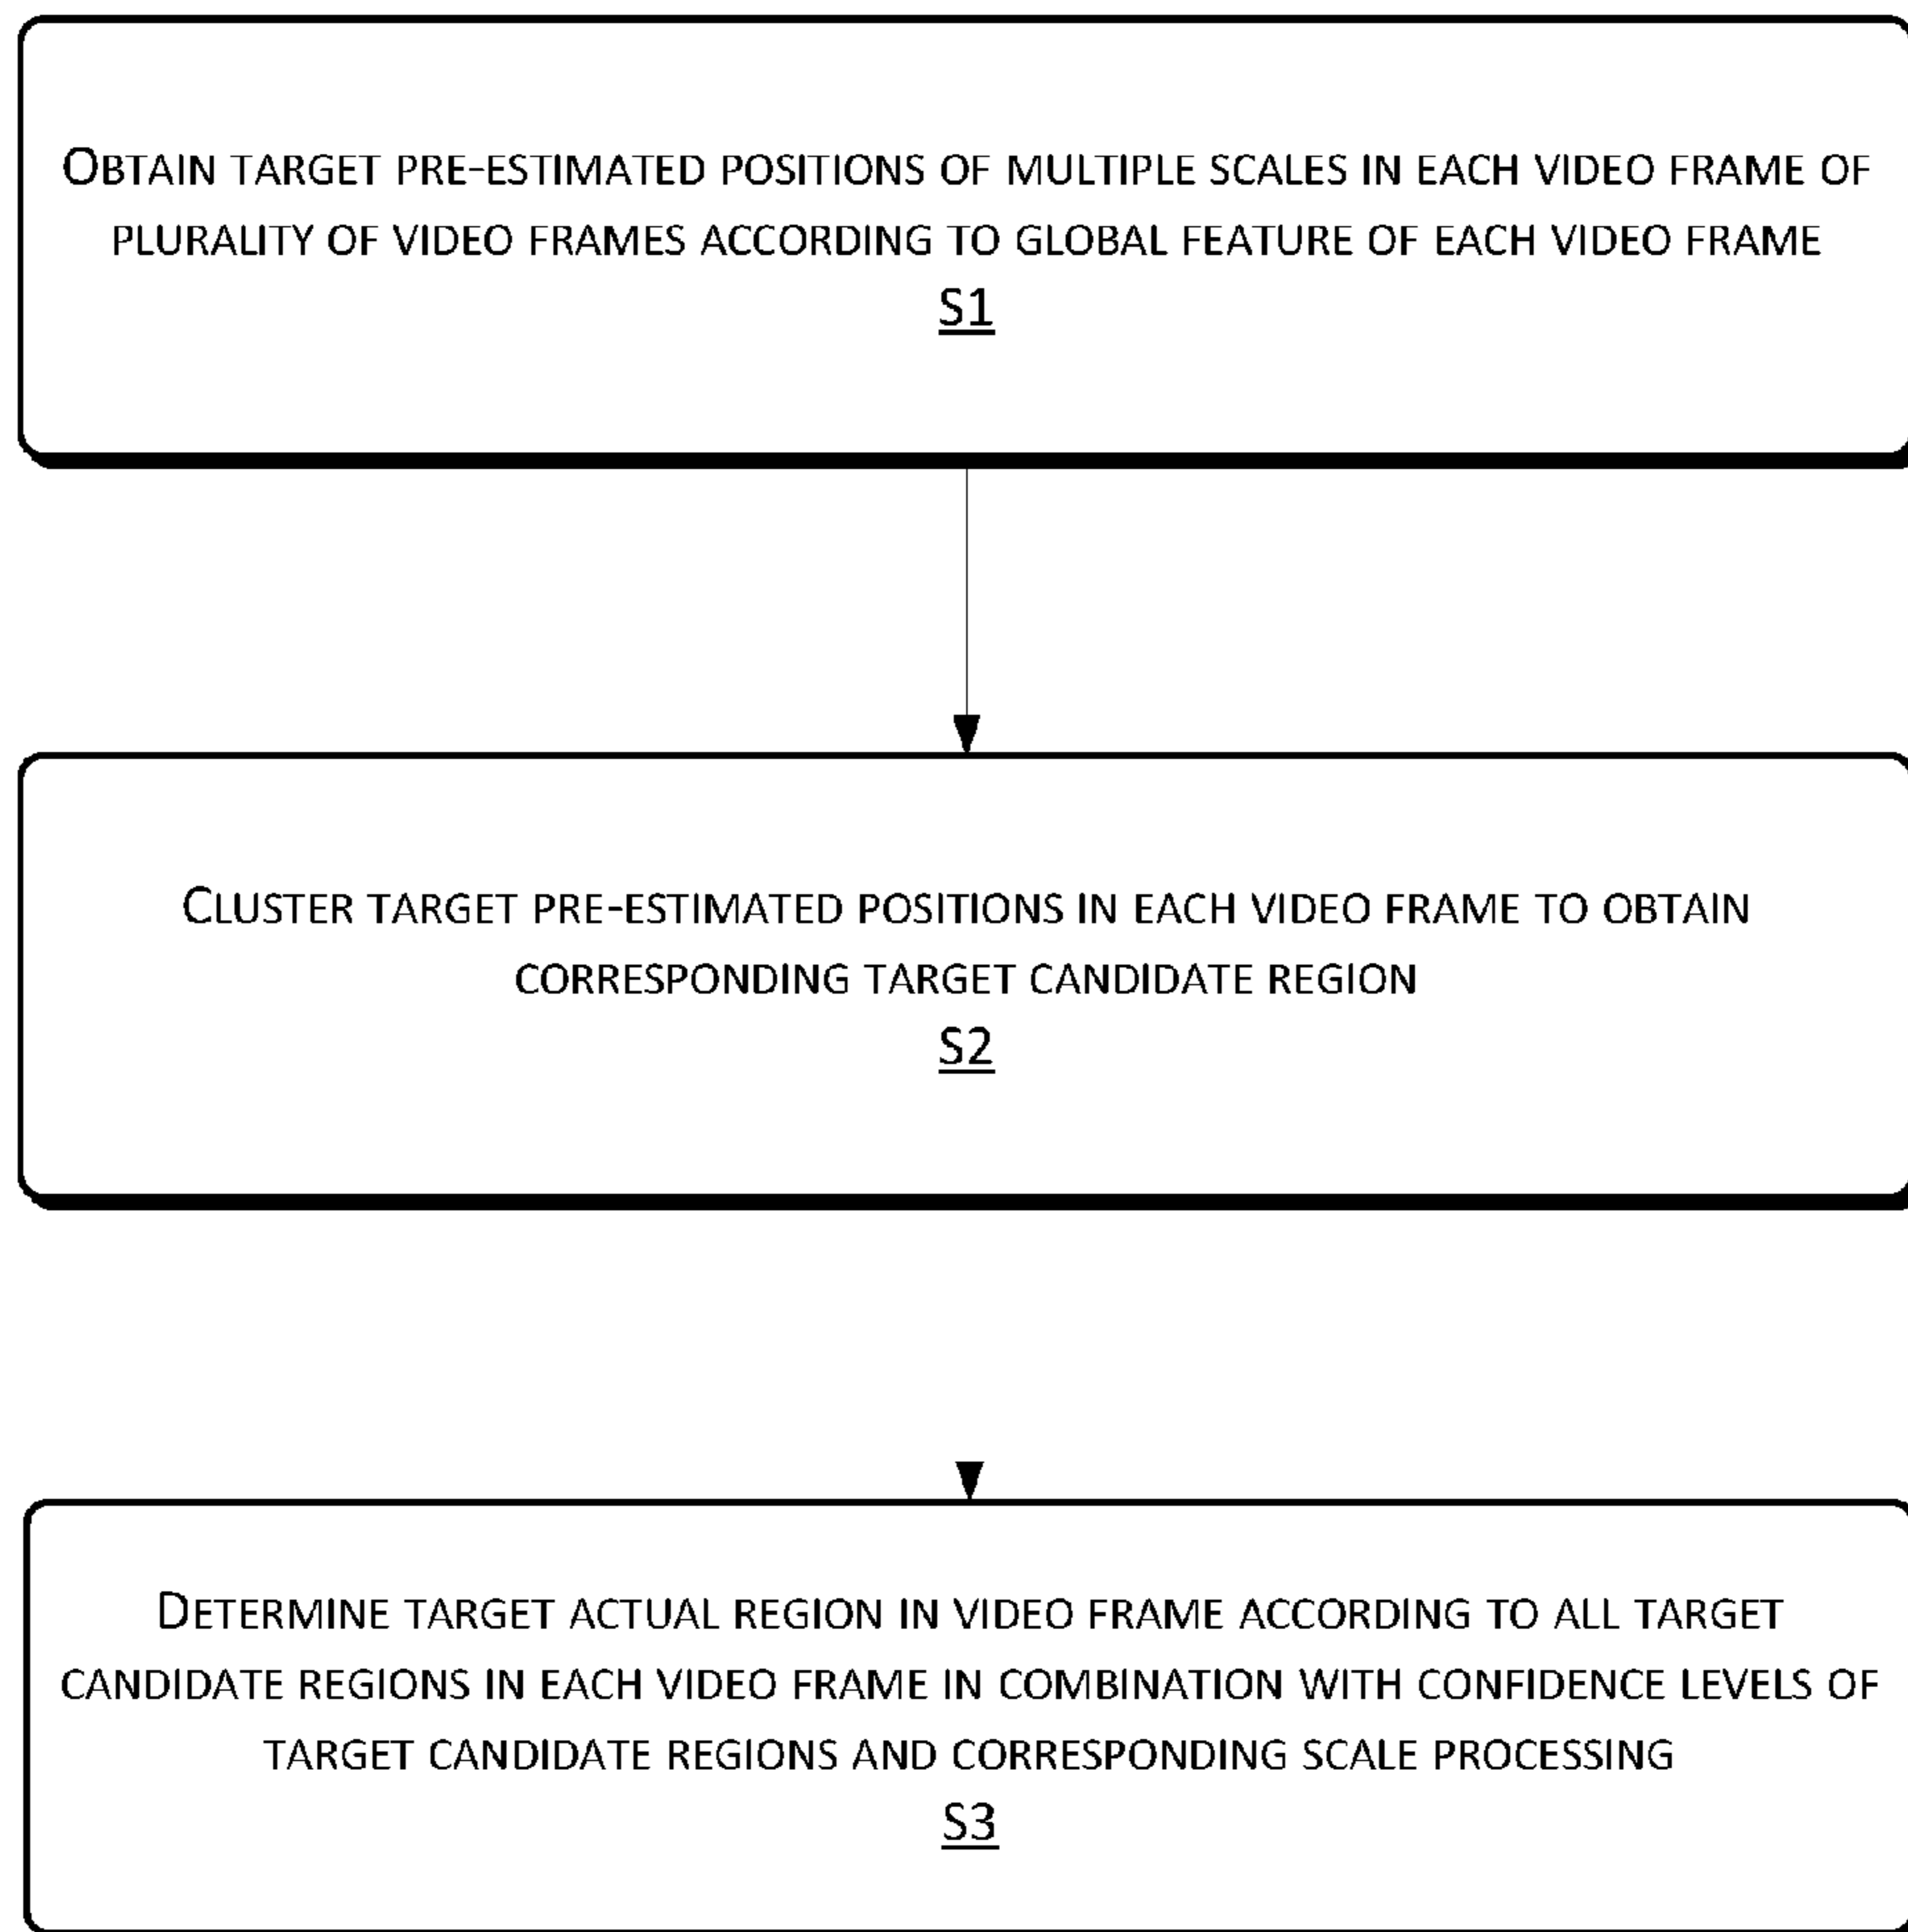 OBTAIN TARGET PRE-ESTIMATED POSITIONS OF MULTIPLE SCALES IN EACH VIDEO FRAME OF
PLURALITY OF VIDEO FRAMES ACCORDING TO GLOBAL FEATURE OF EACH VIDEO FRAME
S1
CLUSTER TARGET PRE-ESTIMATED POSITIONS IN EACH VIDEO FRAME TO OBTAIN
CORRESPONDING TARGET CANDIDATE REGION
S2
DETERMINE TARGET ACTUAL REGION IN VIDEO FRAME ACCORDING TO ALL TARGET
CANDIDATE REGIONS IN EACH VIDEO FRAME IN COMBINATION WITH CONFIDENCE LEVELS OF
TARGET CANDIDATE REGIONS AND CORRESPONDING SCALE PROCESSING
S3